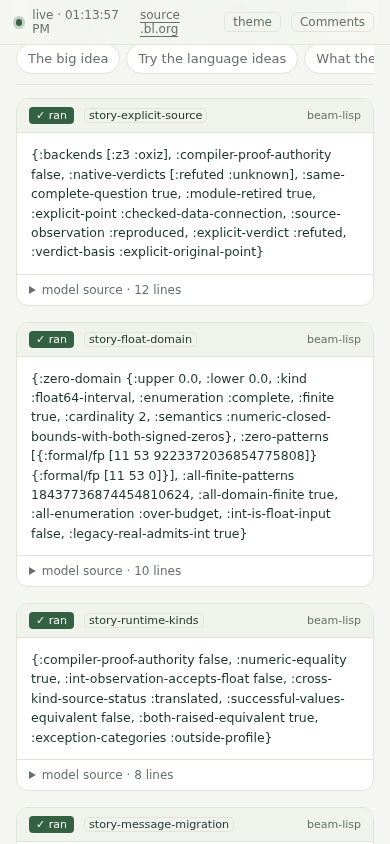 live · 01:13:57
PM
source
.bl.org
theme
Comments
The big idea
Try the language ideas
What the
✓ ran story-explicit-source beam-lisp
{:backends [:z3 :oxiz], :compiler-proof-authority
false, :native-verdicts [:refuted :unknown], :same-
complete-question true, :module-retired true,
:explicit-point :checked-data-connection, :source-
observation :reproduced, :explicit-verdict :refuted,
:verdict-basis :explicit-original-point}
▶ model source · 12 lines
✓ ran story-float-domain beam-lisp
{:zero-domain {:upper 0.0, :lower 0.0, :kind
:float64-interval, :enumeration :complete, :finite
true, :cardinality 2, :semantics :numeric-closed-
bounds-with-both-signed-zeros}, :zero-patterns
[{:formal/fp [11 53 9223372036854775808]}
{:formal/fp [11 53 0]}], :all-finite-patterns
18437736874454810624, :all-domain-finite true,
:all-enumeration :over-budget, :int-is-float-input
false, :legacy-real-admits-int true}
▶ model source · 10 lines
✓ ran story-runtime-kinds beam-lisp
{:compiler-proof-authority false, :numeric-equality
true, :int-observation-accepts-float false, :cross-
kind-source-status :translated, :successful-values-
equivalent false, :both-raised-equivalent true,
:exception-categories :outside-profile}
▶ model source · 8 lines
✓ ran story-message-migration beam-lisp